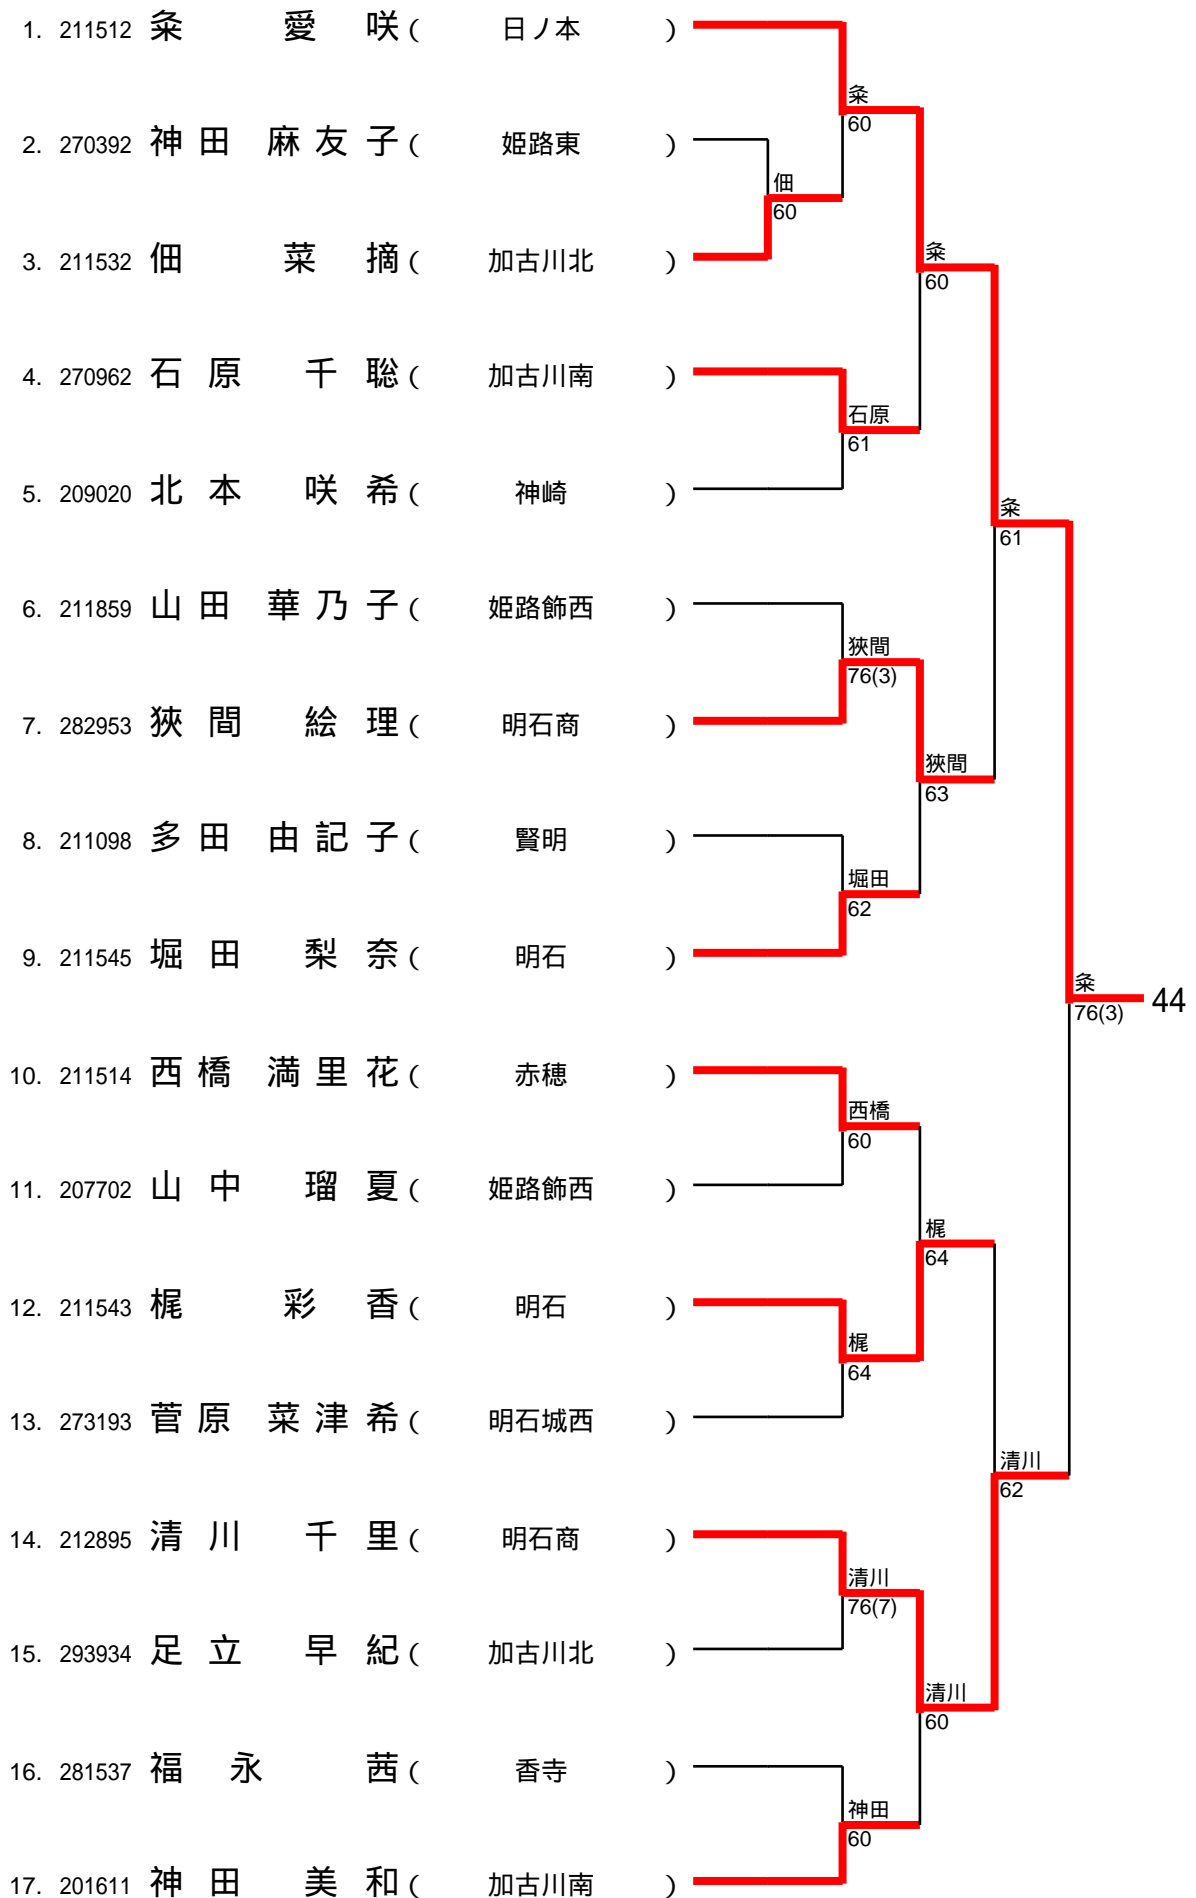 1. 211512 粂 愛 咲 ( 日ノ本 )
粂
60
2. 270392 神 田 麻 友 子 ( 姫路東 )
佃
60
3. 211532 佃 菜 摘 ( 加古川北 )
粂
60
4. 270962 石 原 千 聡 ( 加古川南 )
石原
61
5. 209020 北 本 咲 希 ( 神崎 )
粂
61
6. 211859 山 田 華 乃 子 ( 姫路飾西 )
狹間
76(3)
7. 282953 狹 間 絵 理 ( 明石商 )
狹間
63
8. 211098 多 田 由 記 子 ( 賢明 )
堀田
62
9. 211545 堀 田 梨 奈 ( 明石 )
粂
76(3)
44
10. 211514 西 橋 満 里 花 ( 赤穂 )
西橋
60
11. 207702 山 中 瑠 夏 ( 姫路飾西 )
梶
64
12. 211543 梶 彩 香 ( 明石 )
梶
64
13. 273193 菅 原 菜 津 希 ( 明石城西 )
清川
62
14. 212895 清 川 千 里 ( 明石商 )
清川
76(7)
15. 293934 足 立 早 紀 ( 加古川北 )
清川
60
16. 281537 福 永 茜 ( 香寺 )
神田
60
17. 201611 神 田 美 和 ( 加古川南 )